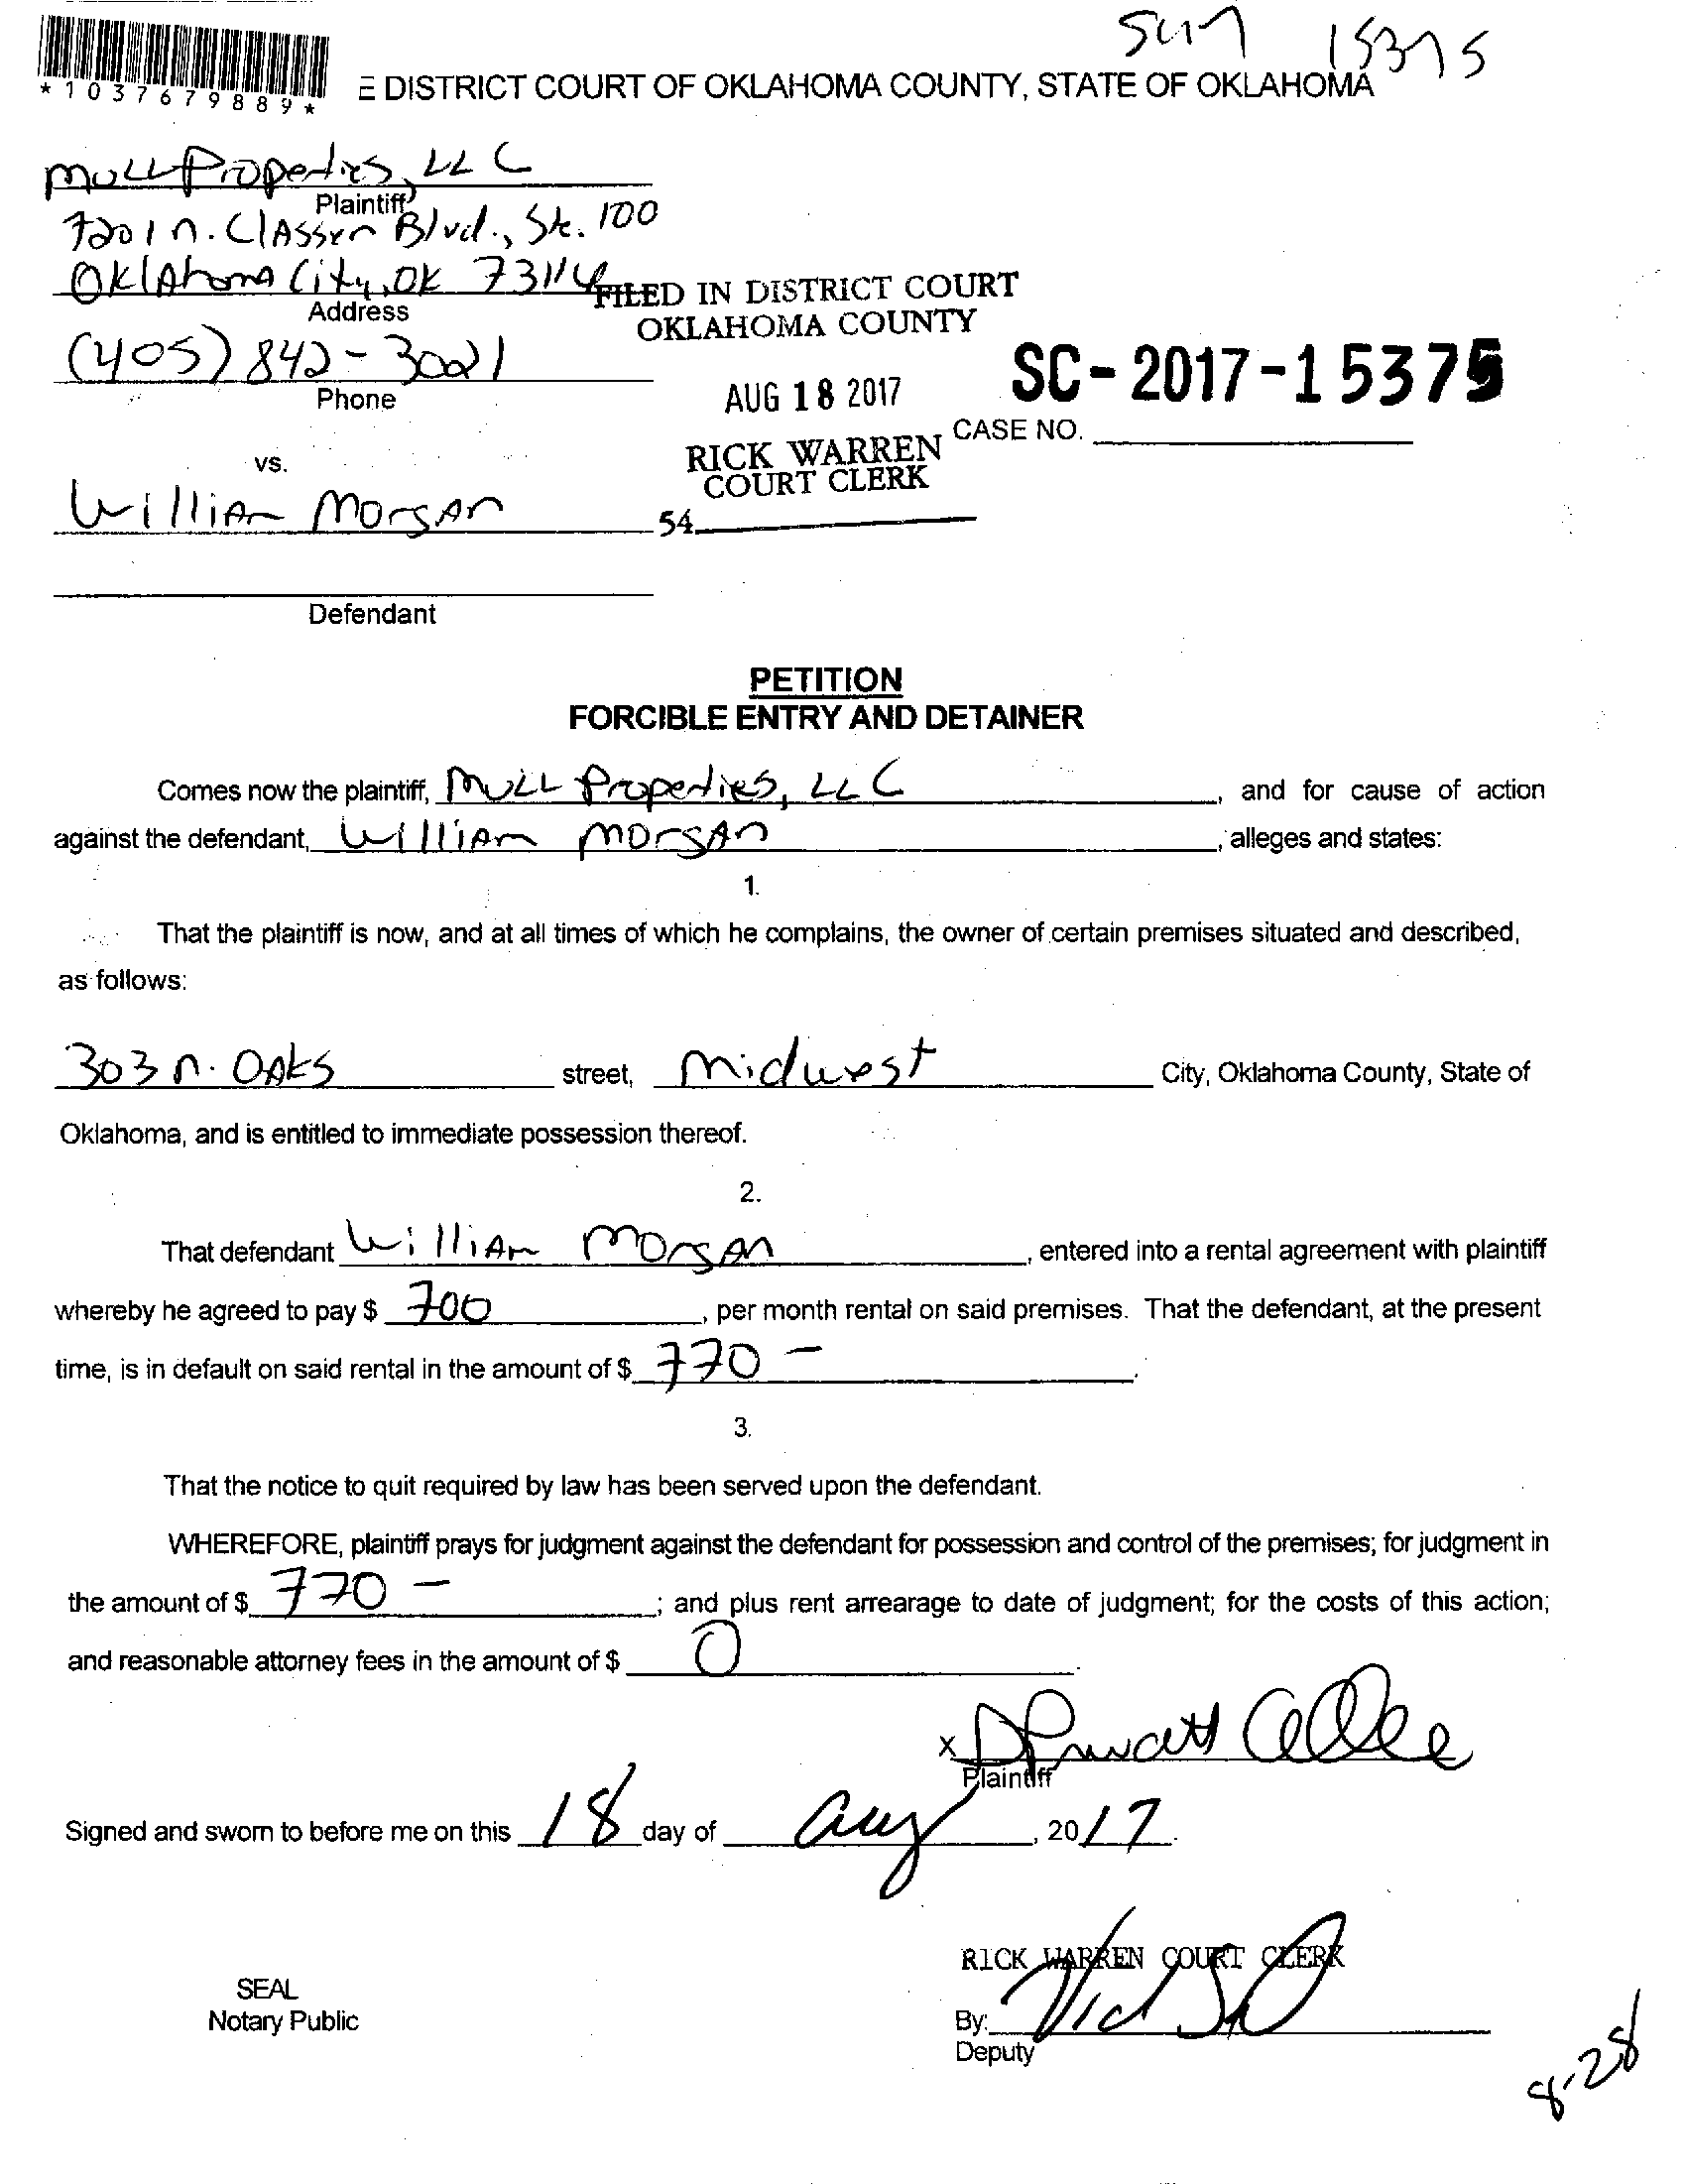 15375
*1037679889*
E DISTRICT COURT OF OKLAHOMA COUNTY, STATE OF OKLAHOMA
Mull Properties, LLC
Plaintiff
7201 N. Classen Blvd., Ste. 100
Oklahoma City, OK 73116
Address
FILED IN DISTRICT COURT
OKLAHOMA COUNTY
(405) 842-3021
Phone
AUG 18 2017
SC-2017-15375
CASE NO.
RICK WARREN
COURT CLERK
vs.
William Morgan
54
Defendant
PETITION
FORCIBLE ENTRY AND DETAINER
Comes now the plaintiff, Mull Properties, LLC, and for cause of action
against the defendant, William Morgan, alleges and states:
1.
That the plaintiff is now, and at all times of which he complains, the owner of certain premises situated and described,
as follows:
303 N. Oaks street, Midwest City, Oklahoma County, State of
Oklahoma, and is entitled to immediate possession thereof.
2.
That defendant William Morgan, entered into a rental agreement with plaintiff
whereby he agreed to pay $ 700, per month rental on said premises. That the defendant, at the present
time, is in default on said rental in the amount of $ 770 -.
3.
That the notice to quit required by law has been served upon the defendant.
WHEREFORE, plaintiff prays for judgment against the defendant for possession and control of the premises; for judgment in
the amount of $ 770 -; and plus rent arrearage to date of judgment; for the costs of this action;
and reasonable attorney fees in the amount of $ 0.
x
Plaintiff
Signed and sworn to before me on this 18 day of Aug, 2017.
RICK WARREN COURT CLERK
SEAL
Notary Public
By:
Deputy
8-28